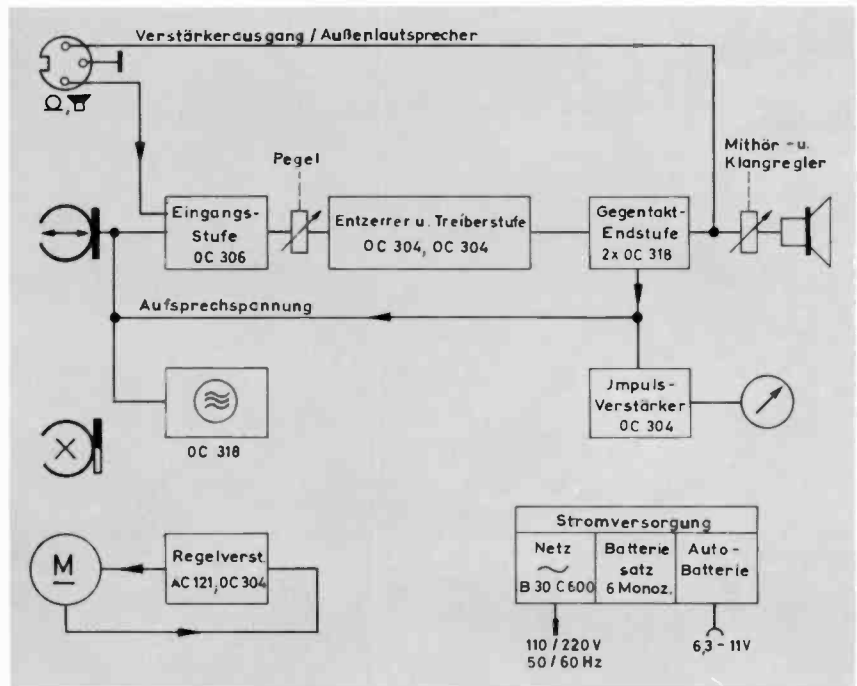 Verstärkerausgang / Außenlautsprecher
Mithör-u.
Klangregler
Pegel
Eingangs-
Stufe
OC 306
Entzerrer u. Treiberstufe
OC 304, OC 304
Gegentakt-
Endstufe
2x OC 318
Aufsprechspannung
OC 318
Jmpuls-
Verstärker
OC 304
M
Regelverst.
AC 121, OC 304
Stromversorgung
Netz
~
B 30 C 600
Batterie
satz
6 Monoz.
Auto-
Batterie
110 / 220 V
50 / 60 Hz
6,3 - 11V